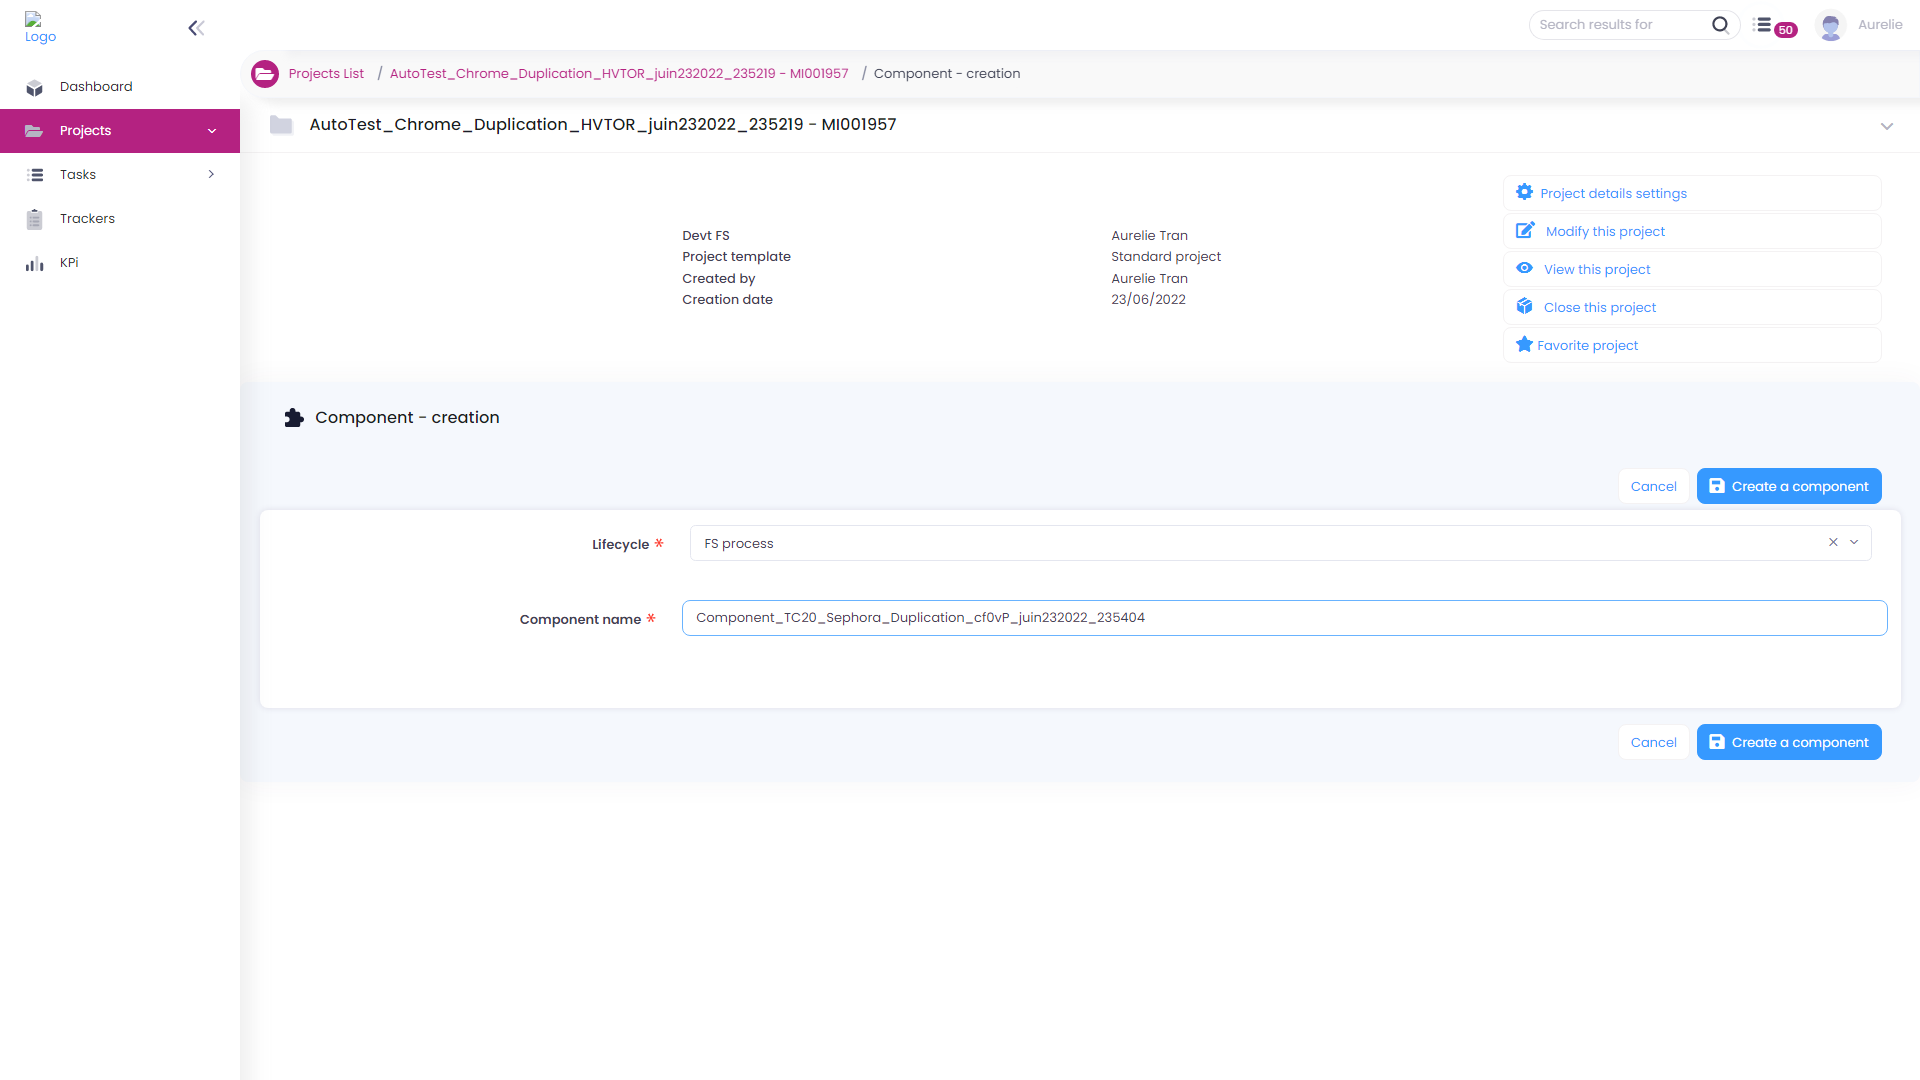 Logo
Search results for
50
Aurelie
Dashboard
Projects
Tasks
Trackers
KPi
Projects List / AutoTest_Chrome_Duplication_HVTOR_juin232022_235219 - MI001957 / Component - creation
AutoTest_Chrome_Duplication_HVTOR_juin232022_235219 - MI001957
Devt FS Aurelie Tran
Project template Standard project
Created by Aurelie Tran
Creation date 23/06/2022
Project details settings
Modify this project
View this project
Close this project
Favorite project
Component - creation
Cancel Create a component
Lifecycle * FS process
Component name * Component_TC20_Sephora_Duplication_cf0vP_juin232022_235404
Cancel Create a component